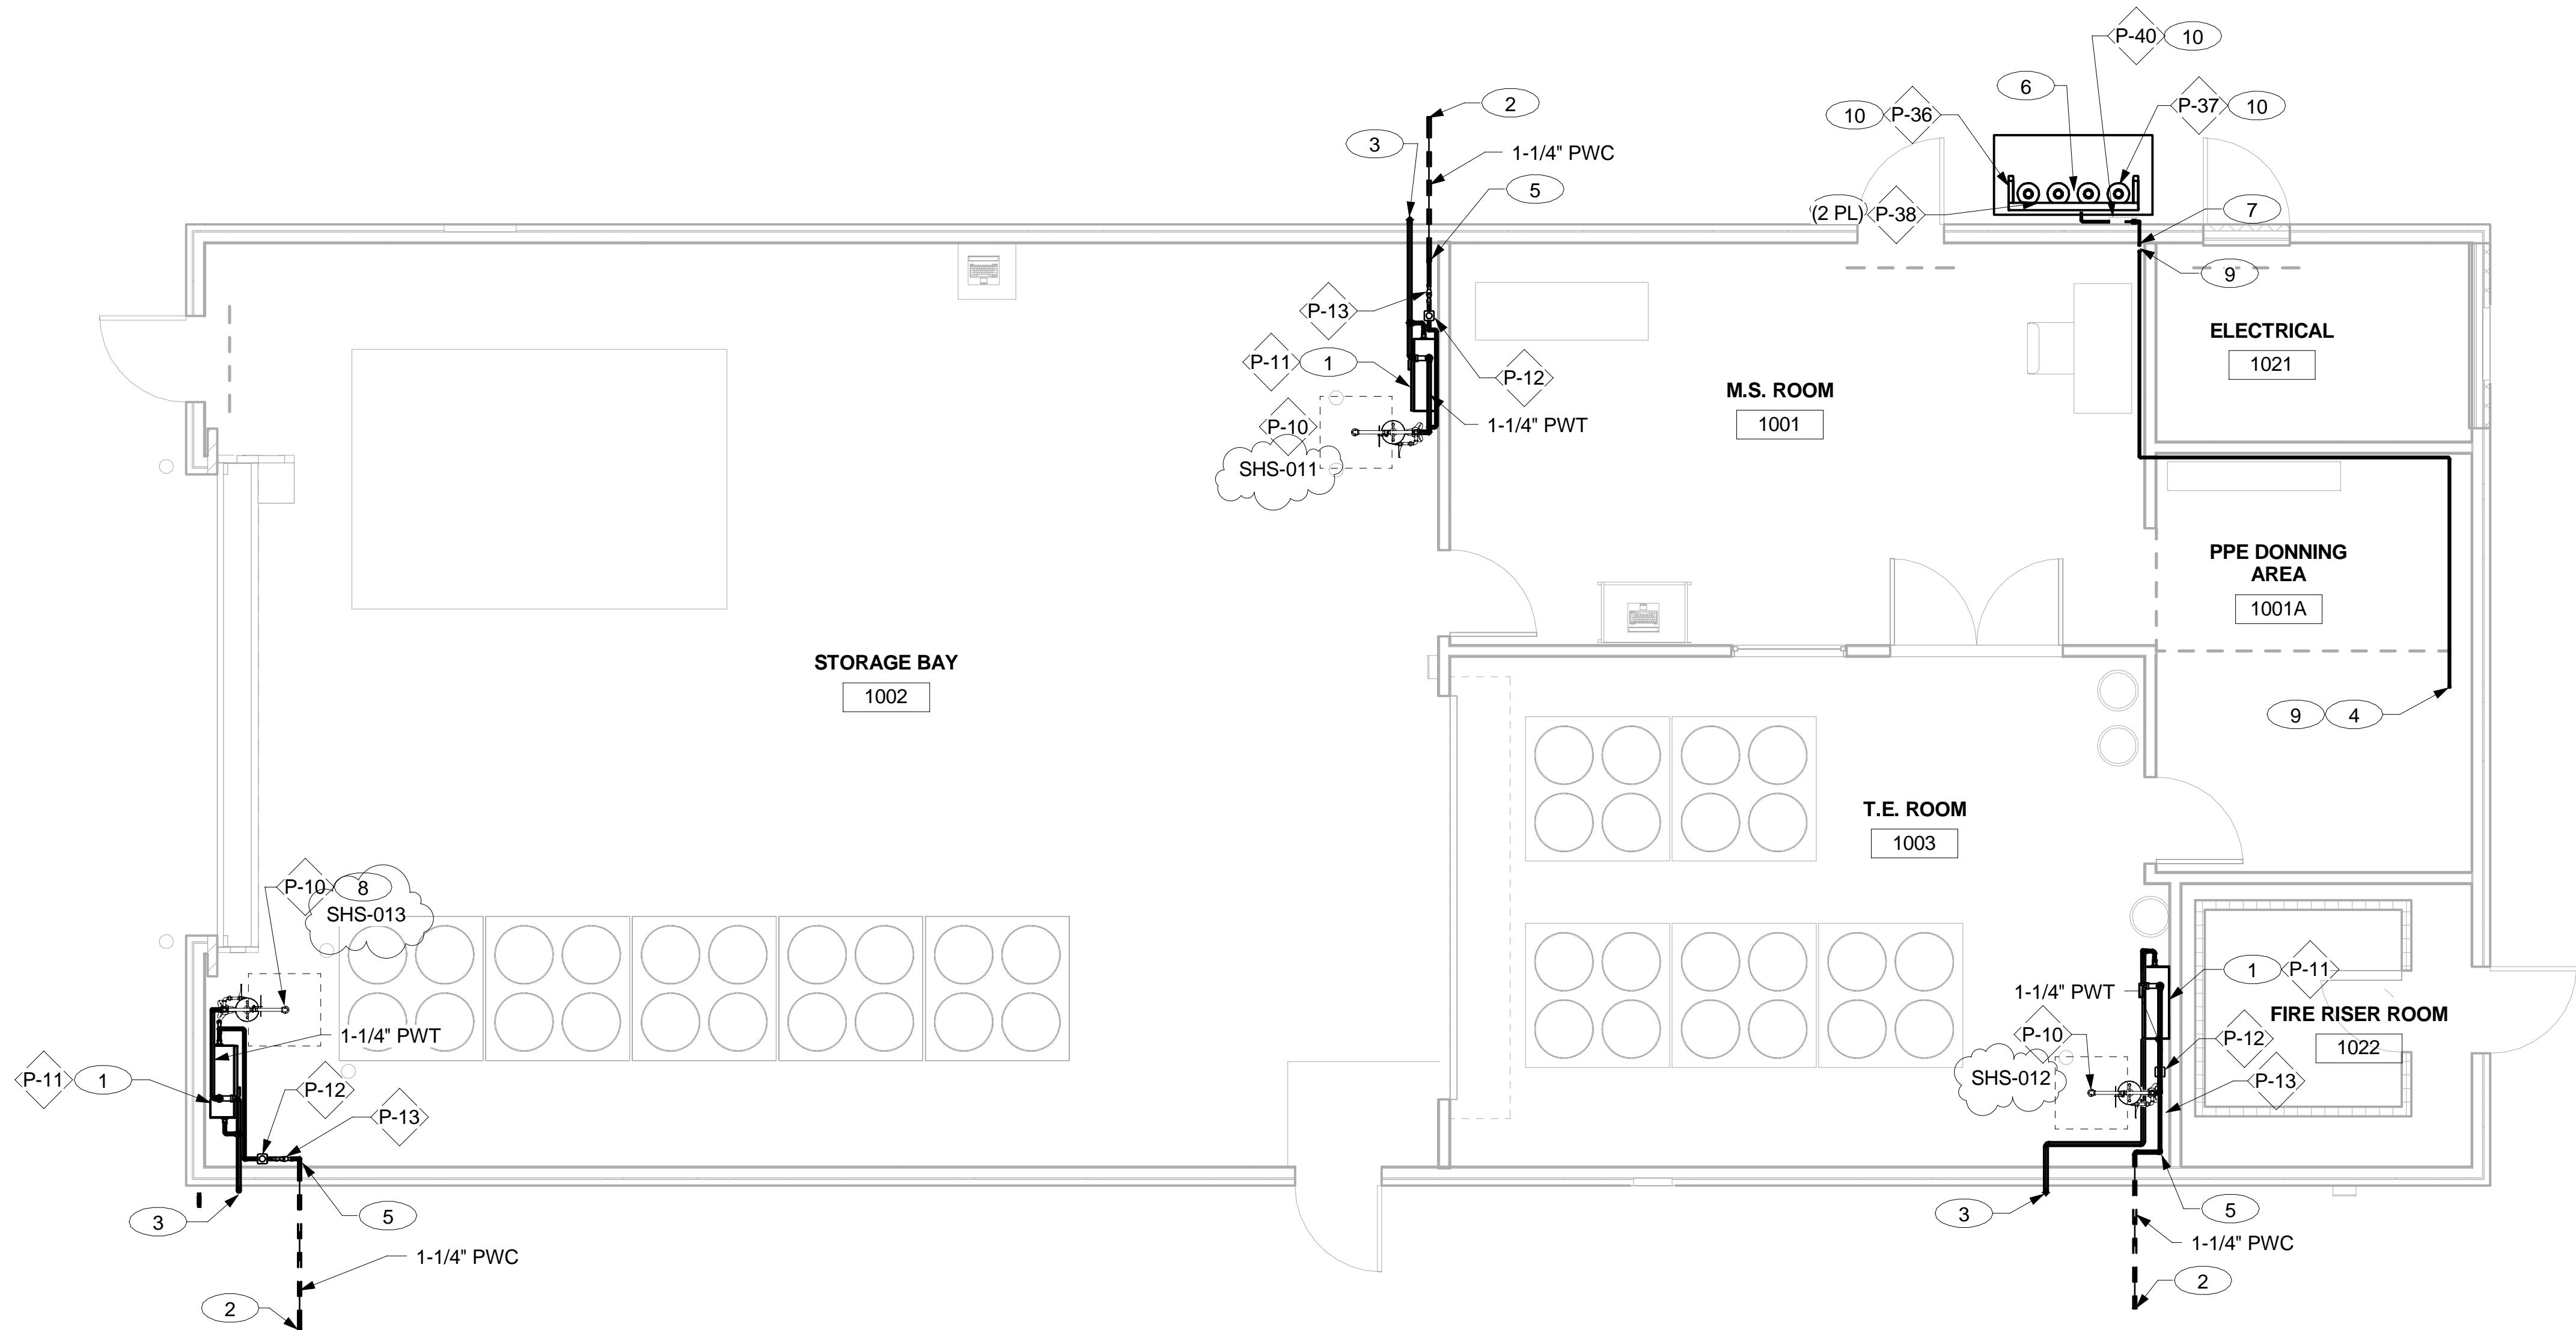 P-40 10
6
10 P-36
P-37 10
2
3
1-1/4" PWC
5
(2 PL) P-38
7
9
P-13
P-11 1
P-12
P-10
1-1/4" PWT
SHS-011
M.S. ROOM
1001
ELECTRICAL
1021
PPE DONNING
AREA
1001A
STORAGE BAY
1002
9 4
T.E. ROOM
1003
P-10 8
SHS-013
1-1/4" PWT
P-11 1
P-12
P-13
3
5
1-1/4" PWC
2
1 P-11
1-1/4" PWT
FIRE RISER ROOM
1022
P-10
P-12
SHS-012
P-13
3
5
1-1/4" PWC
2